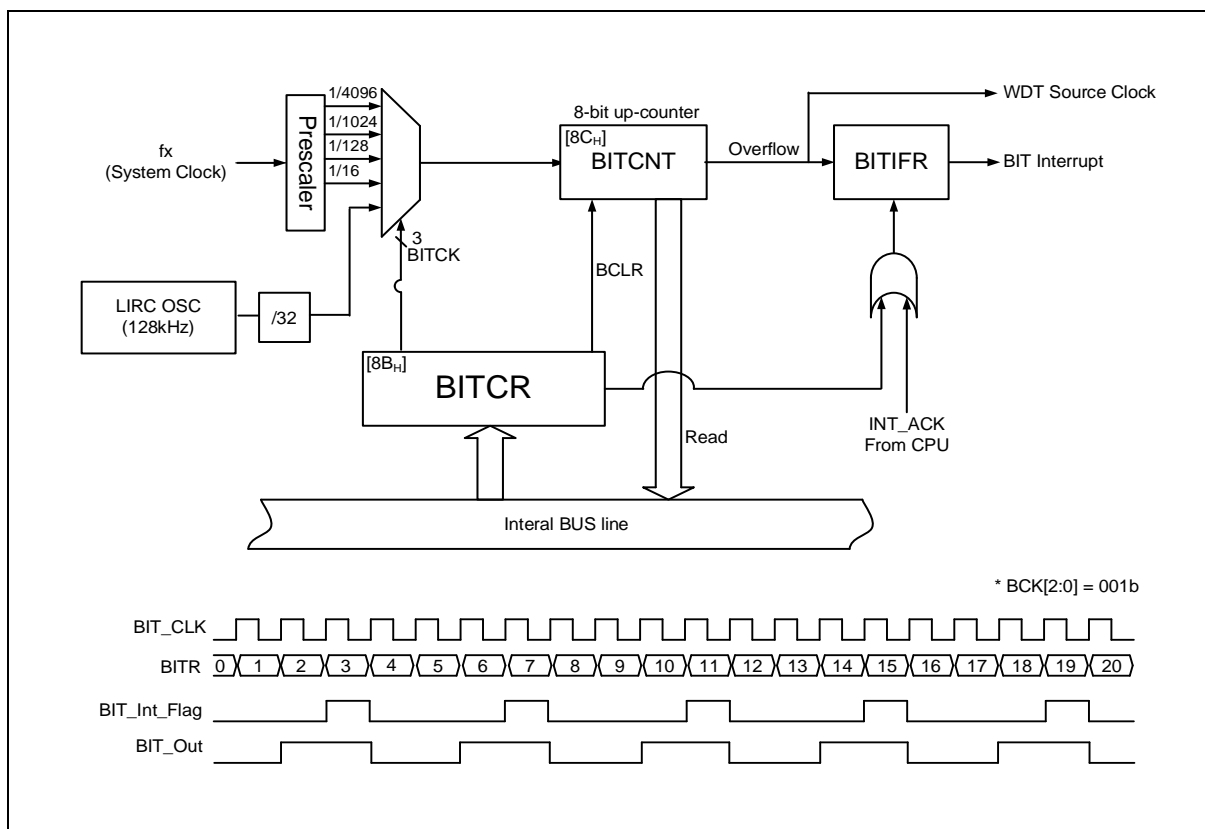 1/4096
1/1024
1/128
1/16
Prescaler
fx
(System Clock)
3
BITCK
LIRC OSC
(128kHz)
/32
8-bit up-counter
[8CH]
BITCNT
Overflow
WDT Source Clock
BITIFR
BIT Interrupt
BCLR
[8BH]
BITCR
Read
INT_ACK
From CPU
Interal BUS line
* BCK[2:0] = 001b
BIT_CLK
BITR 0 1 2 3 4 5 6 7 8 9 10 11 12 13 14 15 16 17 18 19 20
BIT_Int_Flag
BIT_Out